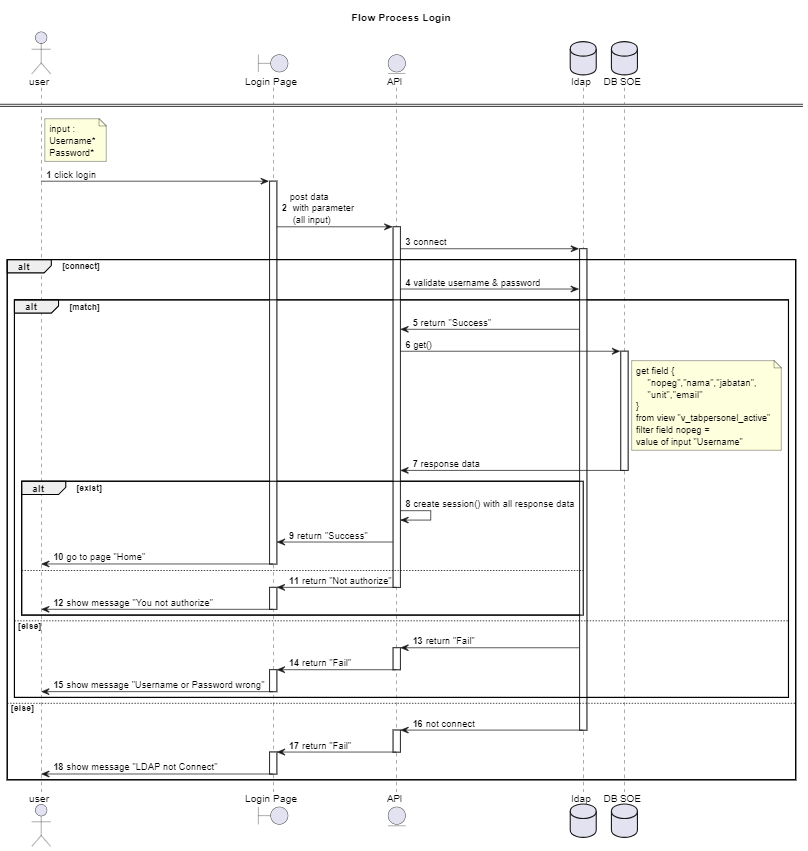 Flow Process Login
user
Login Page
API
ldap
DB SOE
input :
Username*
Password*
1 click login
post data
2 with parameter
(all input)
3 connect
alt [connect]
4 validate username & password
alt [match]
5 return "Success"
6 get()
get field {
"nopeg","nama","jabatan",
"unit","email"
}
from view "v_tabpersonel_active"
filter field nopeg =
value of input "Username"
7 response data
alt [exist]
8 create session() with all response data
9 return "Success"
10 go to page "Home"
11 return "Not authorize"
12 show message "You not authorize"
[else]
13 return "Fail"
14 return "Fail"
15 show message "Username or Password wrong"
[else]
16 not connect
17 return "Fail"
18 show message "LDAP not Connect"
user
Login Page
API
ldap
DB SOE